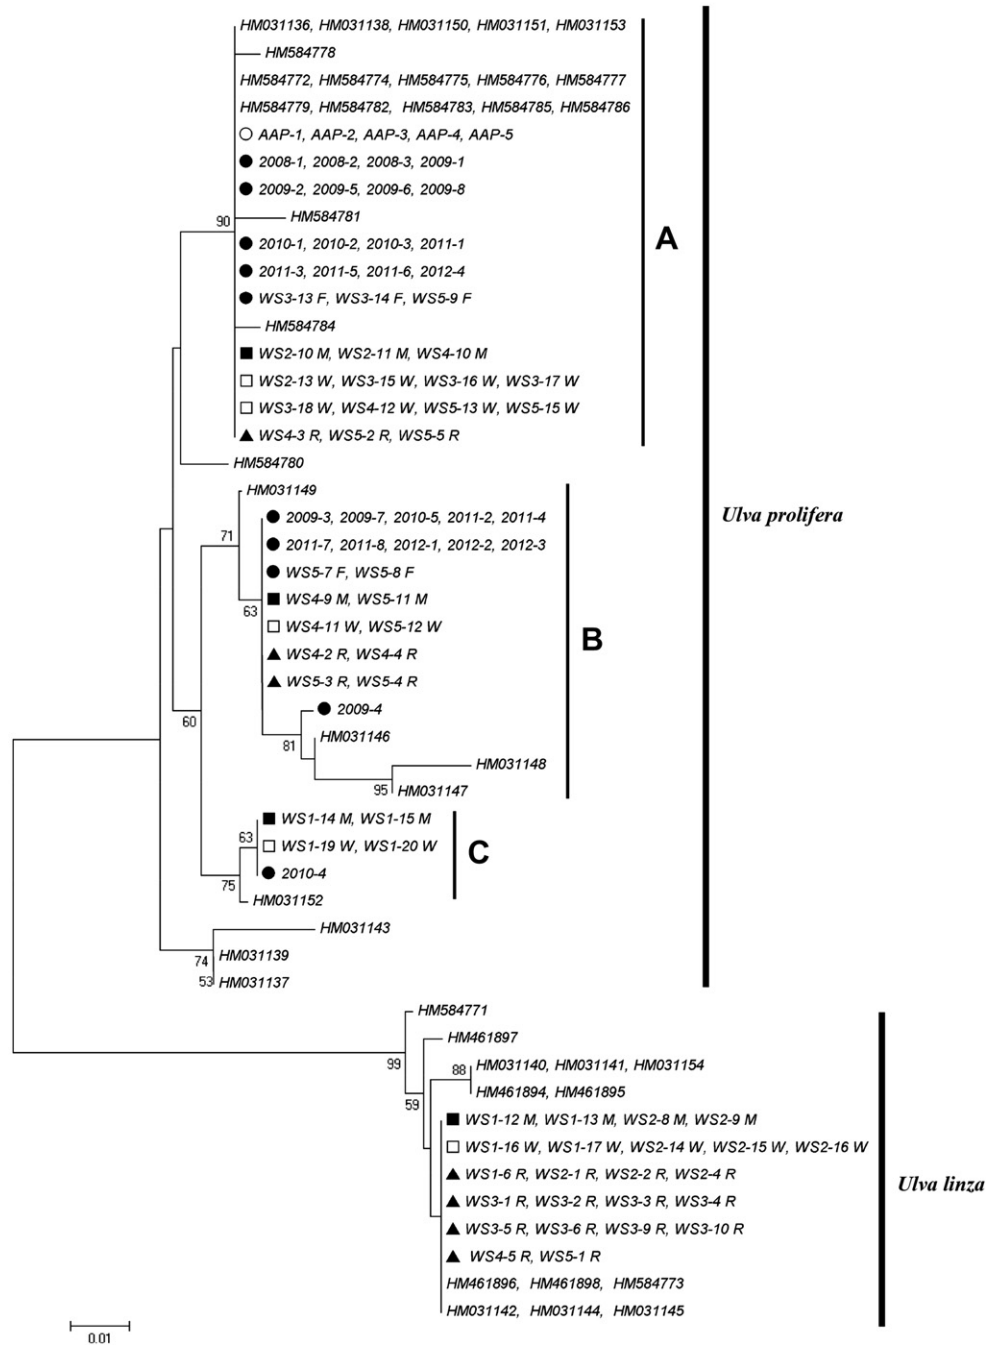 HM031136, HM031138, HM031150, HM031151, HM031153
HM584778
HM584772, HM584774, HM584775, HM584776, HM584777
HM584779, HM584782, HM584783, HM584785, HM584786
AAP-1, AAP-2, AAP-3, AAP-4, AAP-5
2008-1, 2008-2, 2008-3, 2009-1
2009-2, 2009-5, 2009-6, 2009-8
HM584781
90
2010-1, 2010-2, 2010-3, 2011-1
A
2011-3, 2011-5, 2011-6, 2012-4
WS3-13 F, WS3-14 F, WS5-9 F
HM584784
WS2-10 M, WS2-11 M, WS4-10 M
WS2-13 W, WS3-15 W, WS3-16 W, WS3-17 W
WS3-18 W, WS4-12 W, WS5-13 W, WS5-15 W
WS4-3 R, WS5-2 R, WS5-5 R
HM584780
HM031149
2009-3, 2009-7, 2010-5, 2011-2, 2011-4
Ulva prolifera
71
2011-7, 2011-8, 2012-1, 2012-2, 2012-3
WS5-7 F, WS5-8 F
WS4-9 M, WS5-11 M
63
WS4-11 W, WS5-12 W
B
WS4-2 R, WS4-4 R
WS5-3 R, WS5-4 R
2009-4
60
HM031146
81
HM031148
95
HM031147
WS1-14 M, WS1-15 M
63
WS1-19 W, WS1-20 W
C
2010-4
75
HM031152
HM031143
HM031139
74
53
HM031137
HM584771
HM461897
99
HM031140, HM031141, HM031154
88
HM461894, HM461895
59
WS1-12 M, WS1-13 M, WS2-8 M, WS2-9 M
WS1-16 W, WS1-17 W, WS2-14 W, WS2-15 W, WS2-16 W
WS1-6 R, WS2-1 R, WS2-2 R, WS2-4 R
Ulva linza
WS3-1 R, WS3-2 R, WS3-3 R, WS3-4 R
WS3-5 R, WS3-6 R, WS3-9 R, WS3-10 R
WS4-5 R, WS5-1 R
HM461896, HM461898, HM584773
HM031142, HM031144, HM031145
0.01